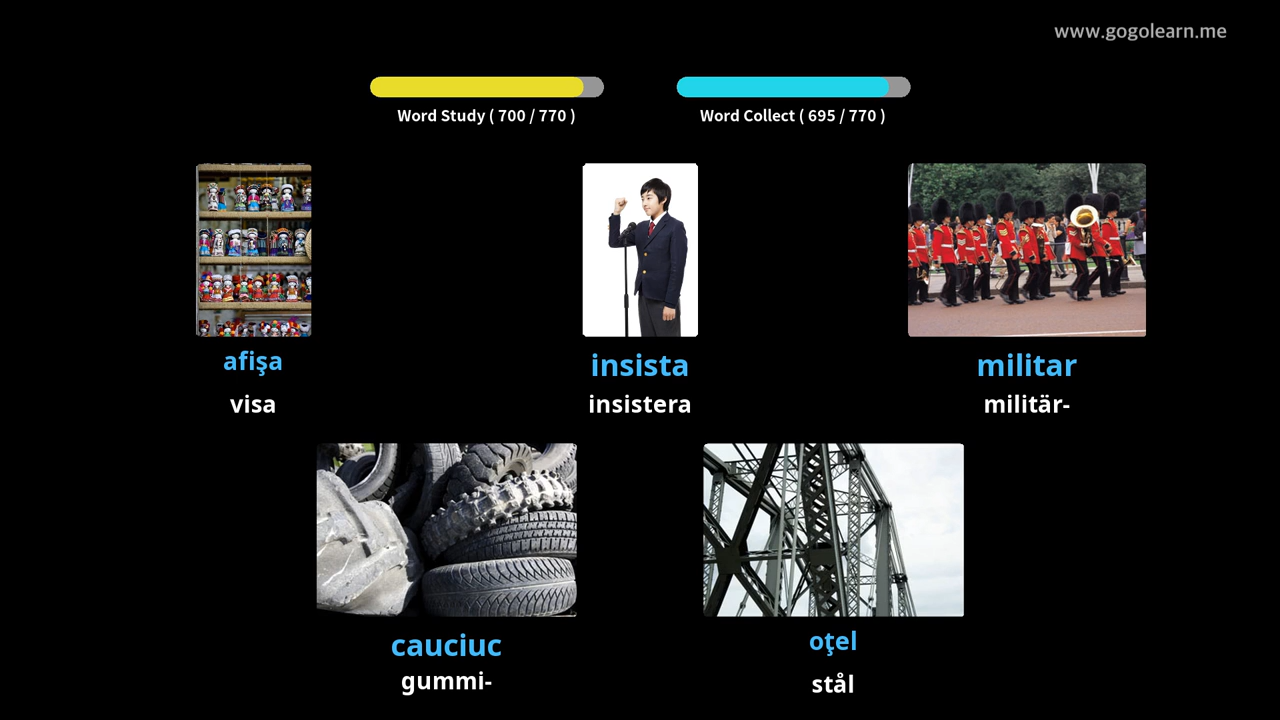 www.gogolearn.me
Word Study ( 700 / 770 )
Word Collect ( 695 / 770 )
afişa
visa
insista
insistera
militar
militär-
cauciuc
gummi-
oţel
stål